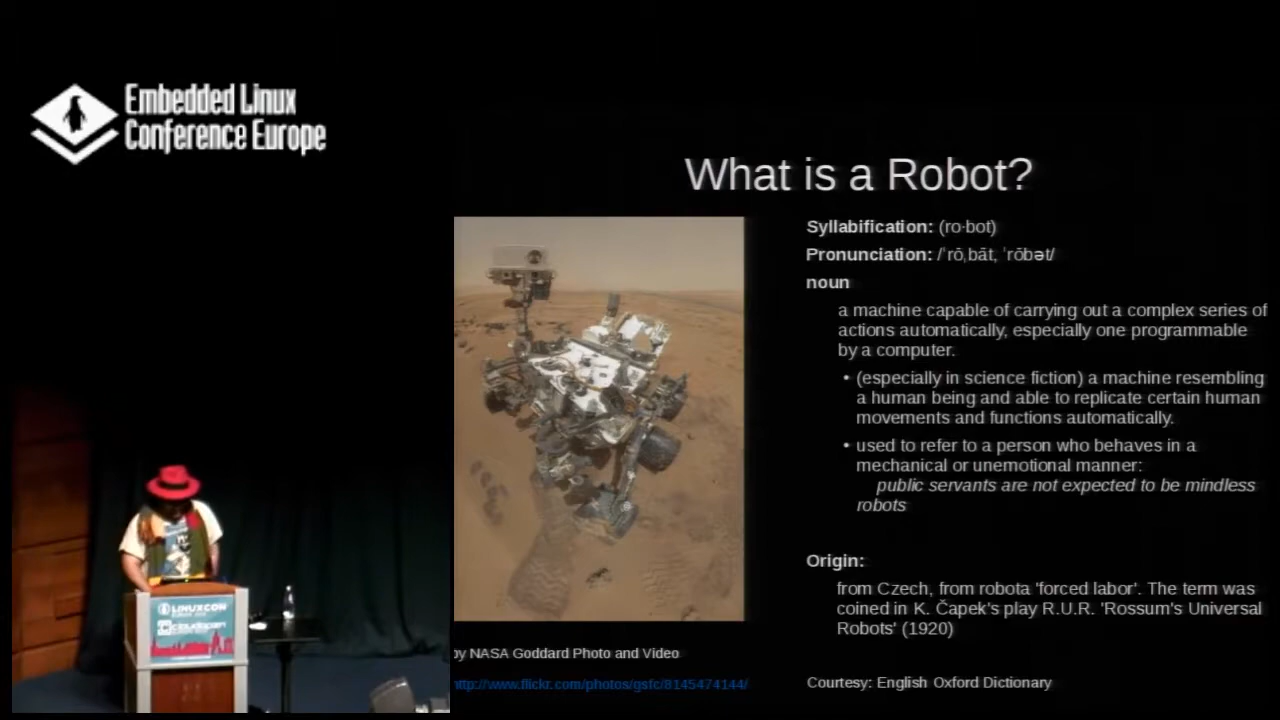 Embedded Linux
Conference Europe
What is a Robot?
Syllabification: (ro·bot)
Pronunciation: /ˈrōˌbät, ˈrōbət/
noun
a machine capable of carrying out a complex series of
actions automatically, especially one programmable
by a computer.
• (especially in science fiction) a machine resembling
a human being and able to replicate certain human
movements and functions automatically.
• used to refer to a person who behaves in a
mechanical or unemotional manner:
public servants are not expected to be mindless
robots
Origin:
from Czech, from robota 'forced labor'. The term was
coined in K. Čapek's play R.U.R. 'Rossum's Universal
Robots' (1920)
by NASA Goddard Photo and Video
http://www.flickr.com/photos/gsfc/8145474144/
Courtesy: English Oxford Dictionary
LINUXCON
cloudopen